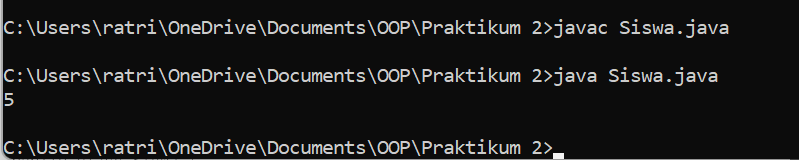 C:\Users\ratri\OneDrive\Documents\OOP\Praktikum 2>javac Siswa.java
C:\Users\ratri\OneDrive\Documents\OOP\Praktikum 2>java Siswa.java
5
C:\Users\ratri\OneDrive\Documents\OOP\Praktikum 2>